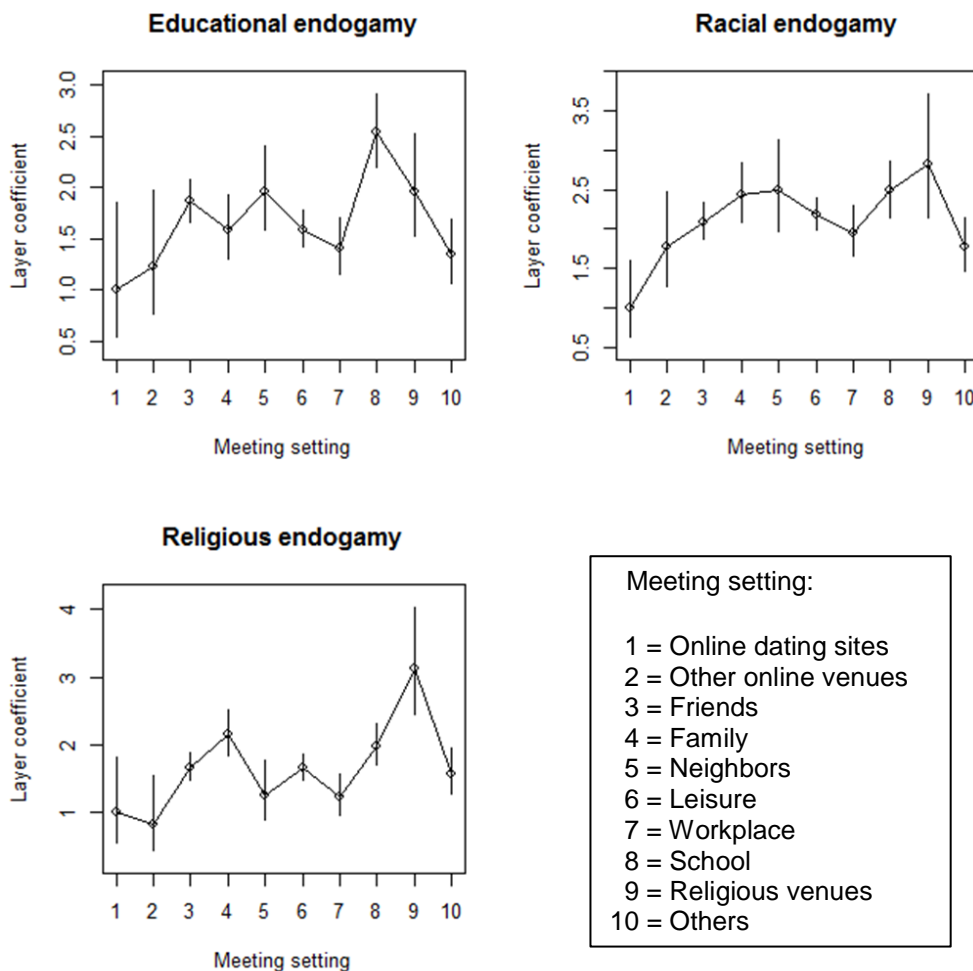 Educational endogamy
Layer coefficient
3.0
2.5
2.0
1.5
1.0
0.5
1 2 3 4 5 6 7 8 9 10
Meeting setting
Racial endogamy
Layer coefficient
3.5
2.5
1.5
0.5
1 2 3 4 5 6 7 8 9 10
Meeting setting
Religious endogamy
Layer coefficient
4
3
2
1
1 2 3 4 5 6 7 8 9 10
Meeting setting
Meeting setting:
1 = Online dating sites
2 = Other online venues
3 = Friends
4 = Family
5 = Neighbors
6 = Leisure
7 = Workplace
8 = School
9 = Religious venues
10 = Others